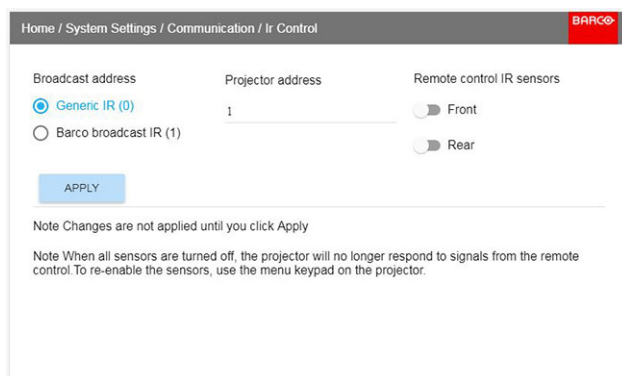 Home / System Settings / Communication / Ir Control
BARCO
Broadcast address
Projector address
Remote control IR sensors
Generic IR (0)
1
Front
Barco broadcast IR (1)
Rear
APPLY
Note Changes are not applied until you click Apply
Note When all sensors are turned off, the projector will no longer respond to signals from the remote
control.To re-enable the sensors, use the menu keypad on the projector.